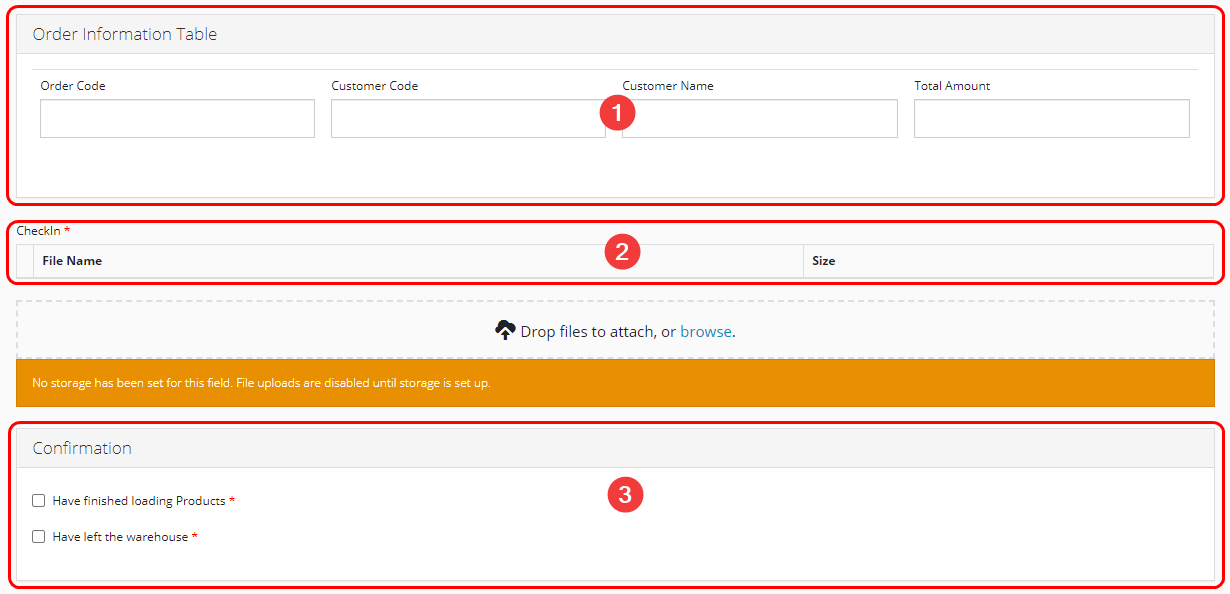 Order Information Table
Order Code Customer Code Customer Name Total Amount
1
CheckIn *
2
File Name Size
Drop files to attach, or browse.
No storage has been set for this field. File uploads are disabled until storage is set up.
Confirmation
3
Have finished loading Products *
Have left the warehouse *